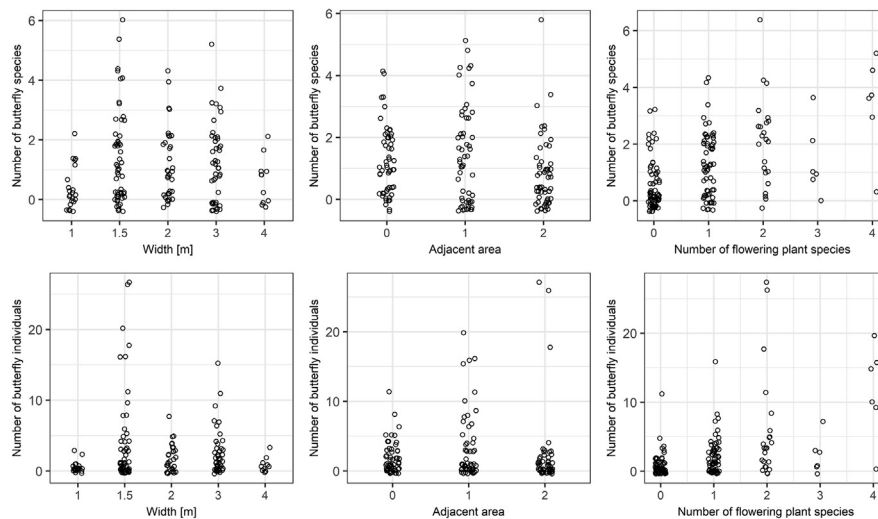 6
4
2
0
Number of butterfly species
1 1.5 2 3 4
Width [m]
6
4
2
0
Number of butterfly species
0 1 2
Adjacent area
6
4
2
0
Number of butterfly species
0 1 2 3 4
Number of flowering plant species
20
10
0
Number of butterfly individuals
1 1.5 2 3 4
Width [m]
20
10
0
Number of butterfly individuals
0 1 2
Adjacent area
20
10
0
Number of butterfly individuals
0 1 2 3 4
Number of flowering plant species